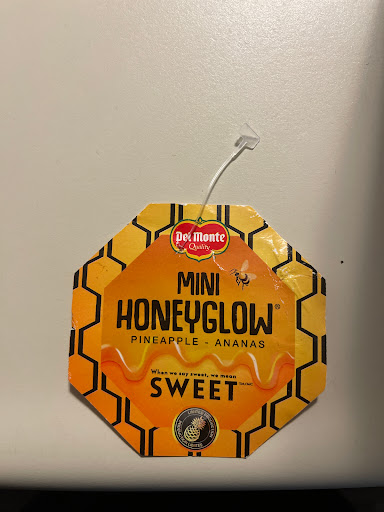 Del Monte
Quality
MINI
HONEYGLOW®
PINEAPPLE - ANANAS
When we say sweet, we mean
SWEET